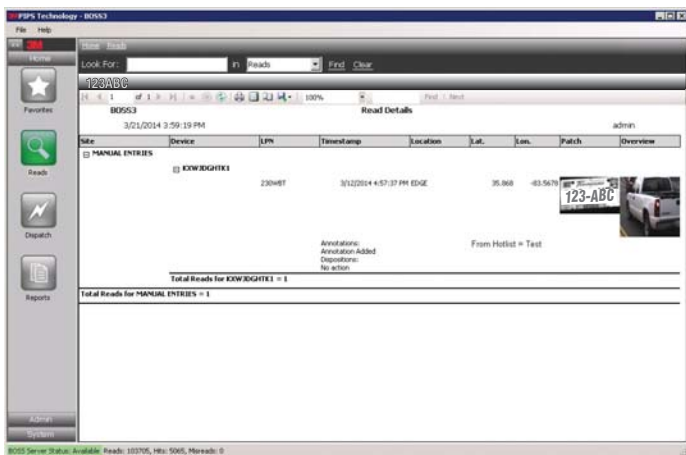 PIPS Technology - BOSS3
File Help
<< 3M Home Reads
Home
Look For: in Reads Find Clear
123ABC
1 of 1 100% Find | Next
Favorites
BOSS3 Read Details
3/21/2014 3:59:19 PM admin
Site Device LPN Timestamp Location Lat. Lon. Patch Overview
MANUAL ENTRIES
Reads
230WBT 3/12/2014 4:57:37 PM EDGE 35.868 -83.5679 123-ABC
Dispatch
Annotations: From Hotlist = Test
Annotation Added
Dispositions:
No action
Reports
Total Reads for MANUAL ENTRIES = 1
Admin
System
BOSS Server Status: Available Reads: 103705, Hits: 5065, Misreads: 0